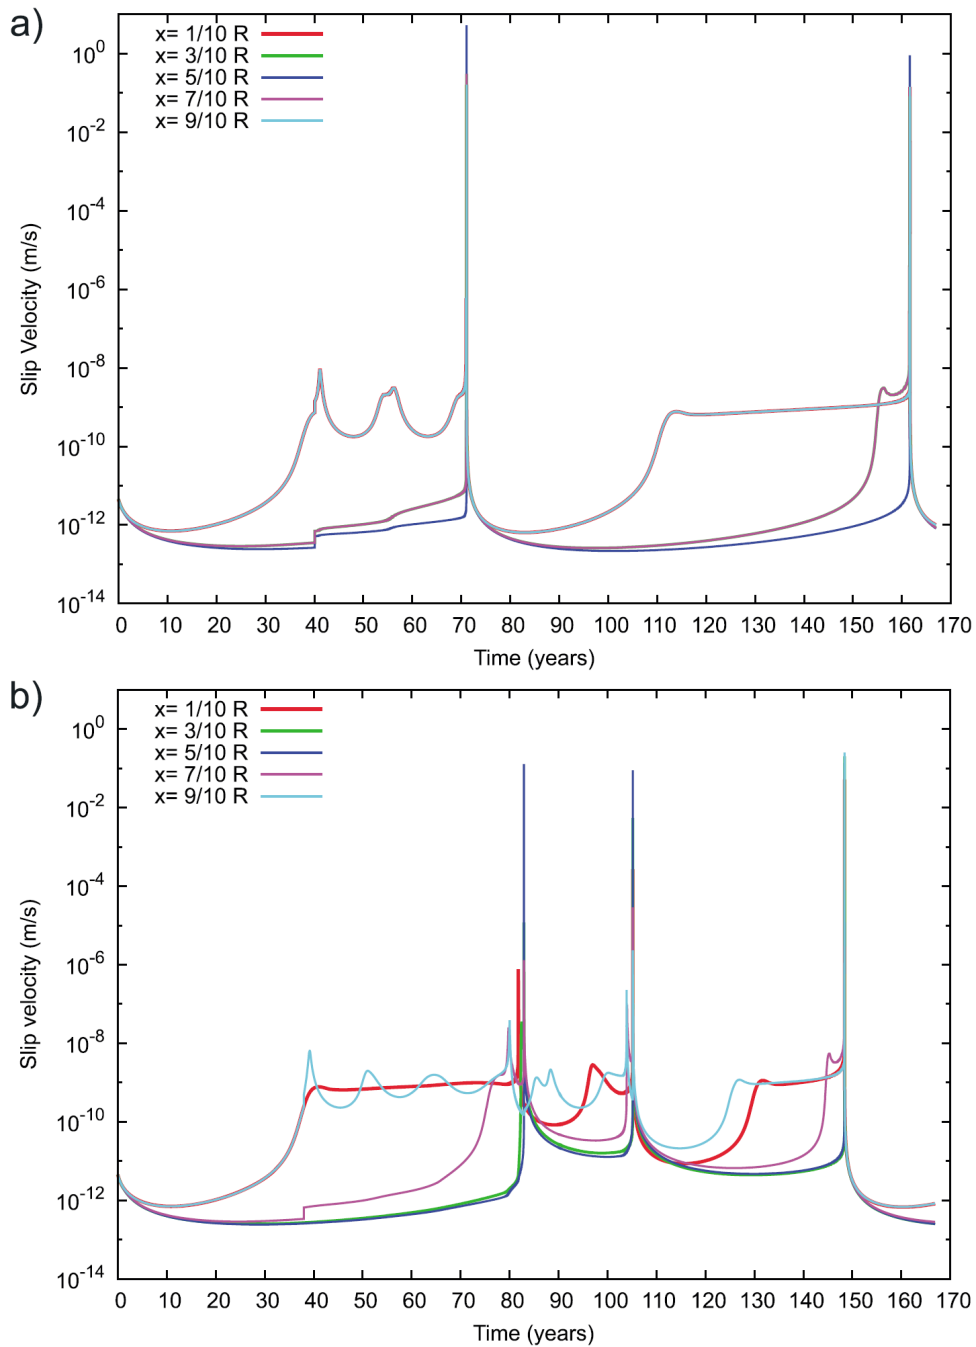 a)
x= 1/10 R
x= 3/10 R
x= 5/10 R
x= 7/10 R
x= 9/10 R
10^0
10^-2
10^-4
10^-6
10^-8
10^-10
10^-12
10^-14
Slip Velocity (m/s)
0 10 20 30 40 50 60 70 80 90 100 110 120 130 140 150 160 170
Time (years)
b)
x= 1/10 R
x= 3/10 R
x= 5/10 R
x= 7/10 R
x= 9/10 R
10^0
10^-2
10^-4
10^-6
10^-8
10^-10
10^-12
10^-14
Slip velocity (m/s)
0 10 20 30 40 50 60 70 80 90 100 110 120 130 140 150 160 170
Time (years)